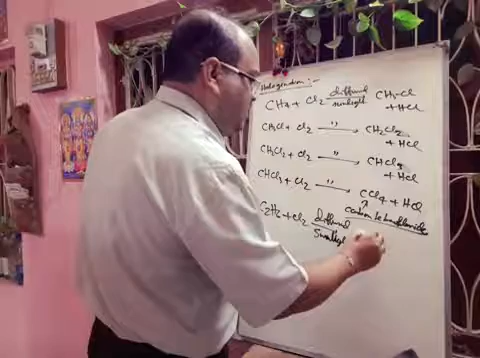 Halogenation :-
CH4 + Cl2 diffused sunlight CH3-Cl + HCl
CH3Cl + Cl2 " CH2Cl2 + HCl
CH2Cl2 + Cl2 " CHCl3 + HCl
CHCl3 + Cl2 " CCl4 + HCl
Carbon tetrachloride
+ Cl2 diffused sunlight